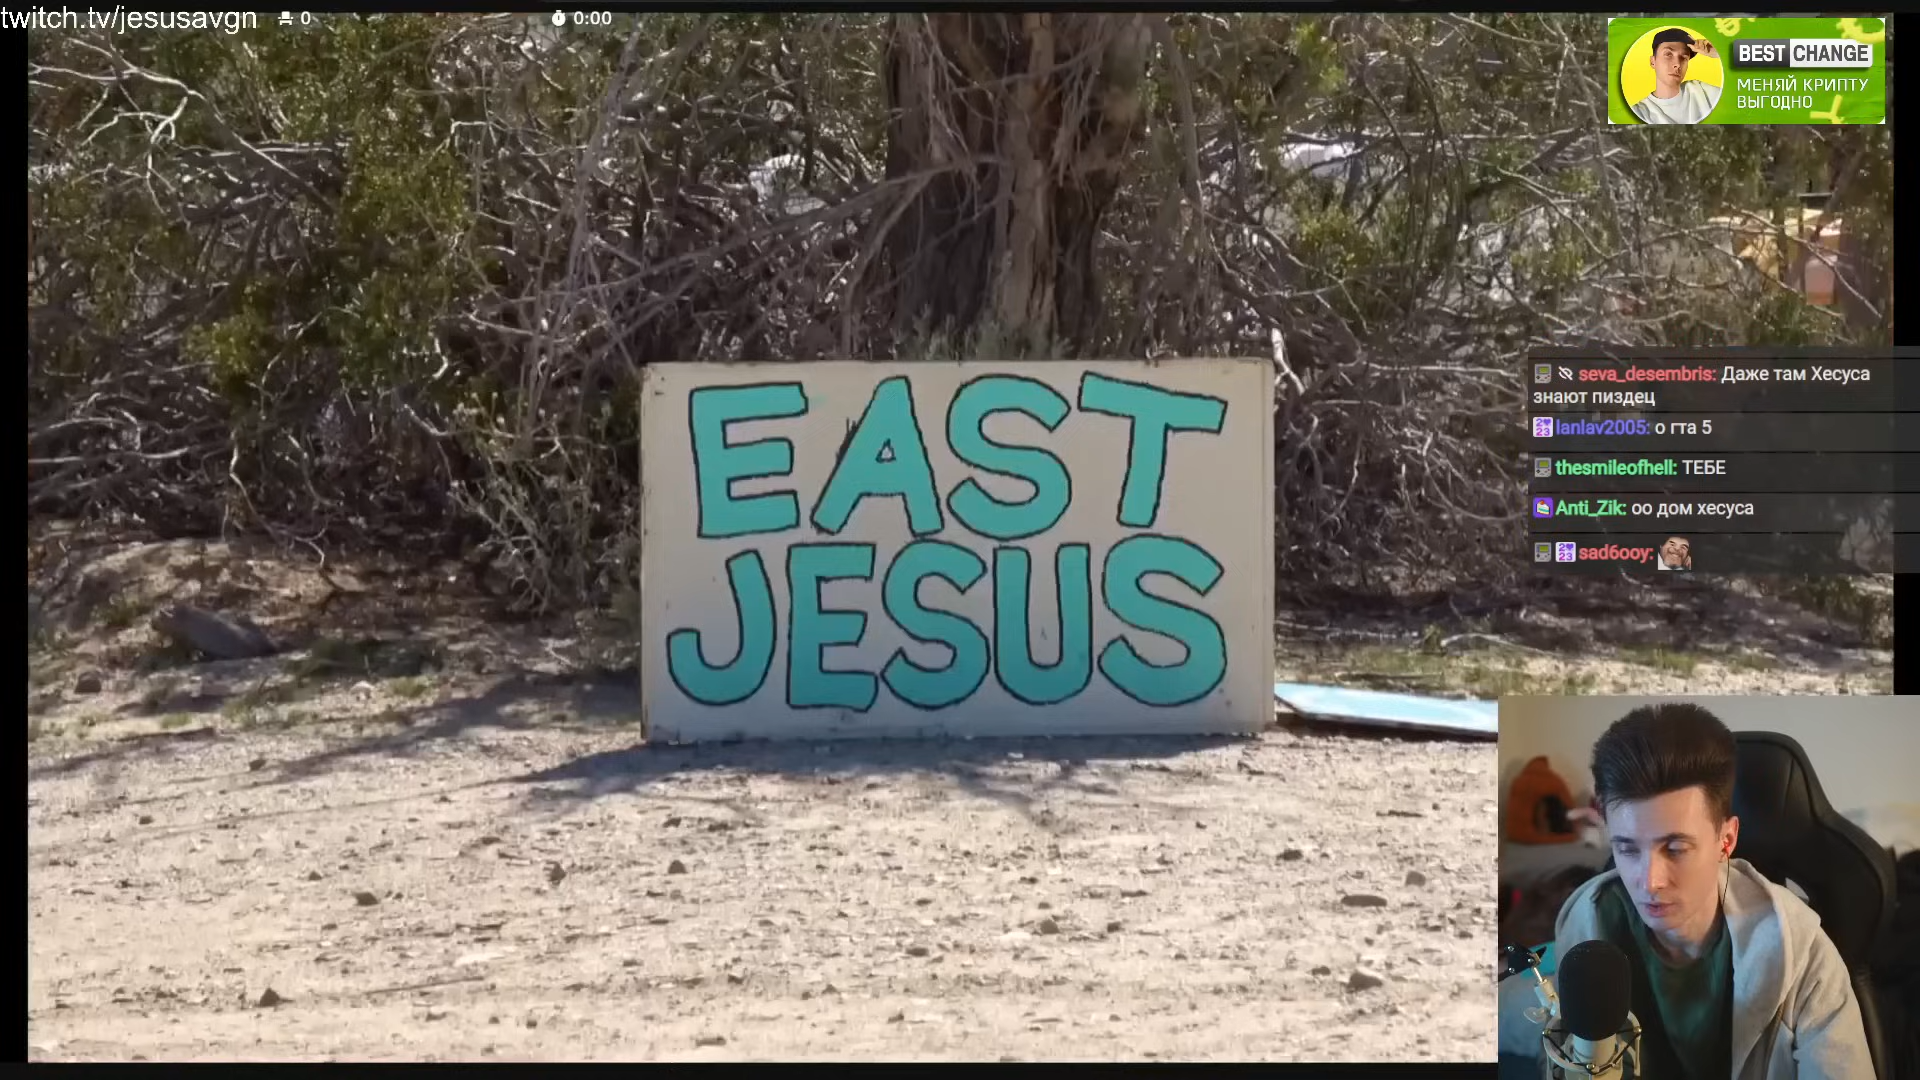 twitch.tv/jesusavgn
0
0:00
BEST CHANGE
МЕНЯЙ КРИПТУ
ВЫГОДНО
EAST
JESUS
seva_desembris: Даже там Хесуса
знают пиздец
lanlav2005: о гта 5
thesmileofhell: ТЕБЕ
Anti_Zik: оо дом хесуса
sad6ooy: